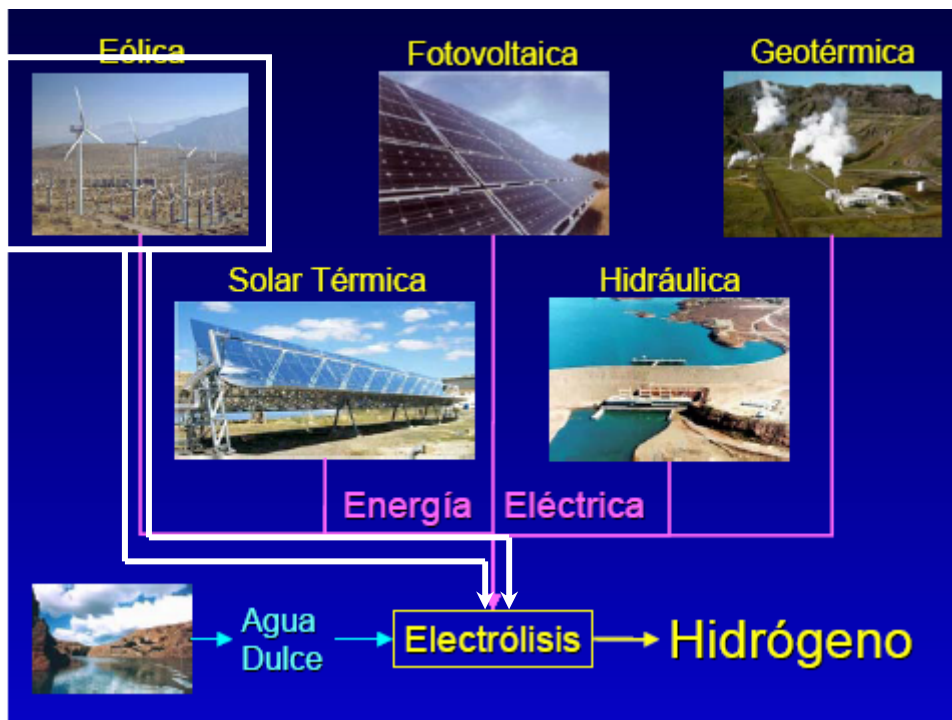 Eólica
Fotovoltaica
Geotérmica
Solar Térmica
Hidráulica
Energía Eléctrica
Agua
Dulce
Electrólisis
Hidrógeno